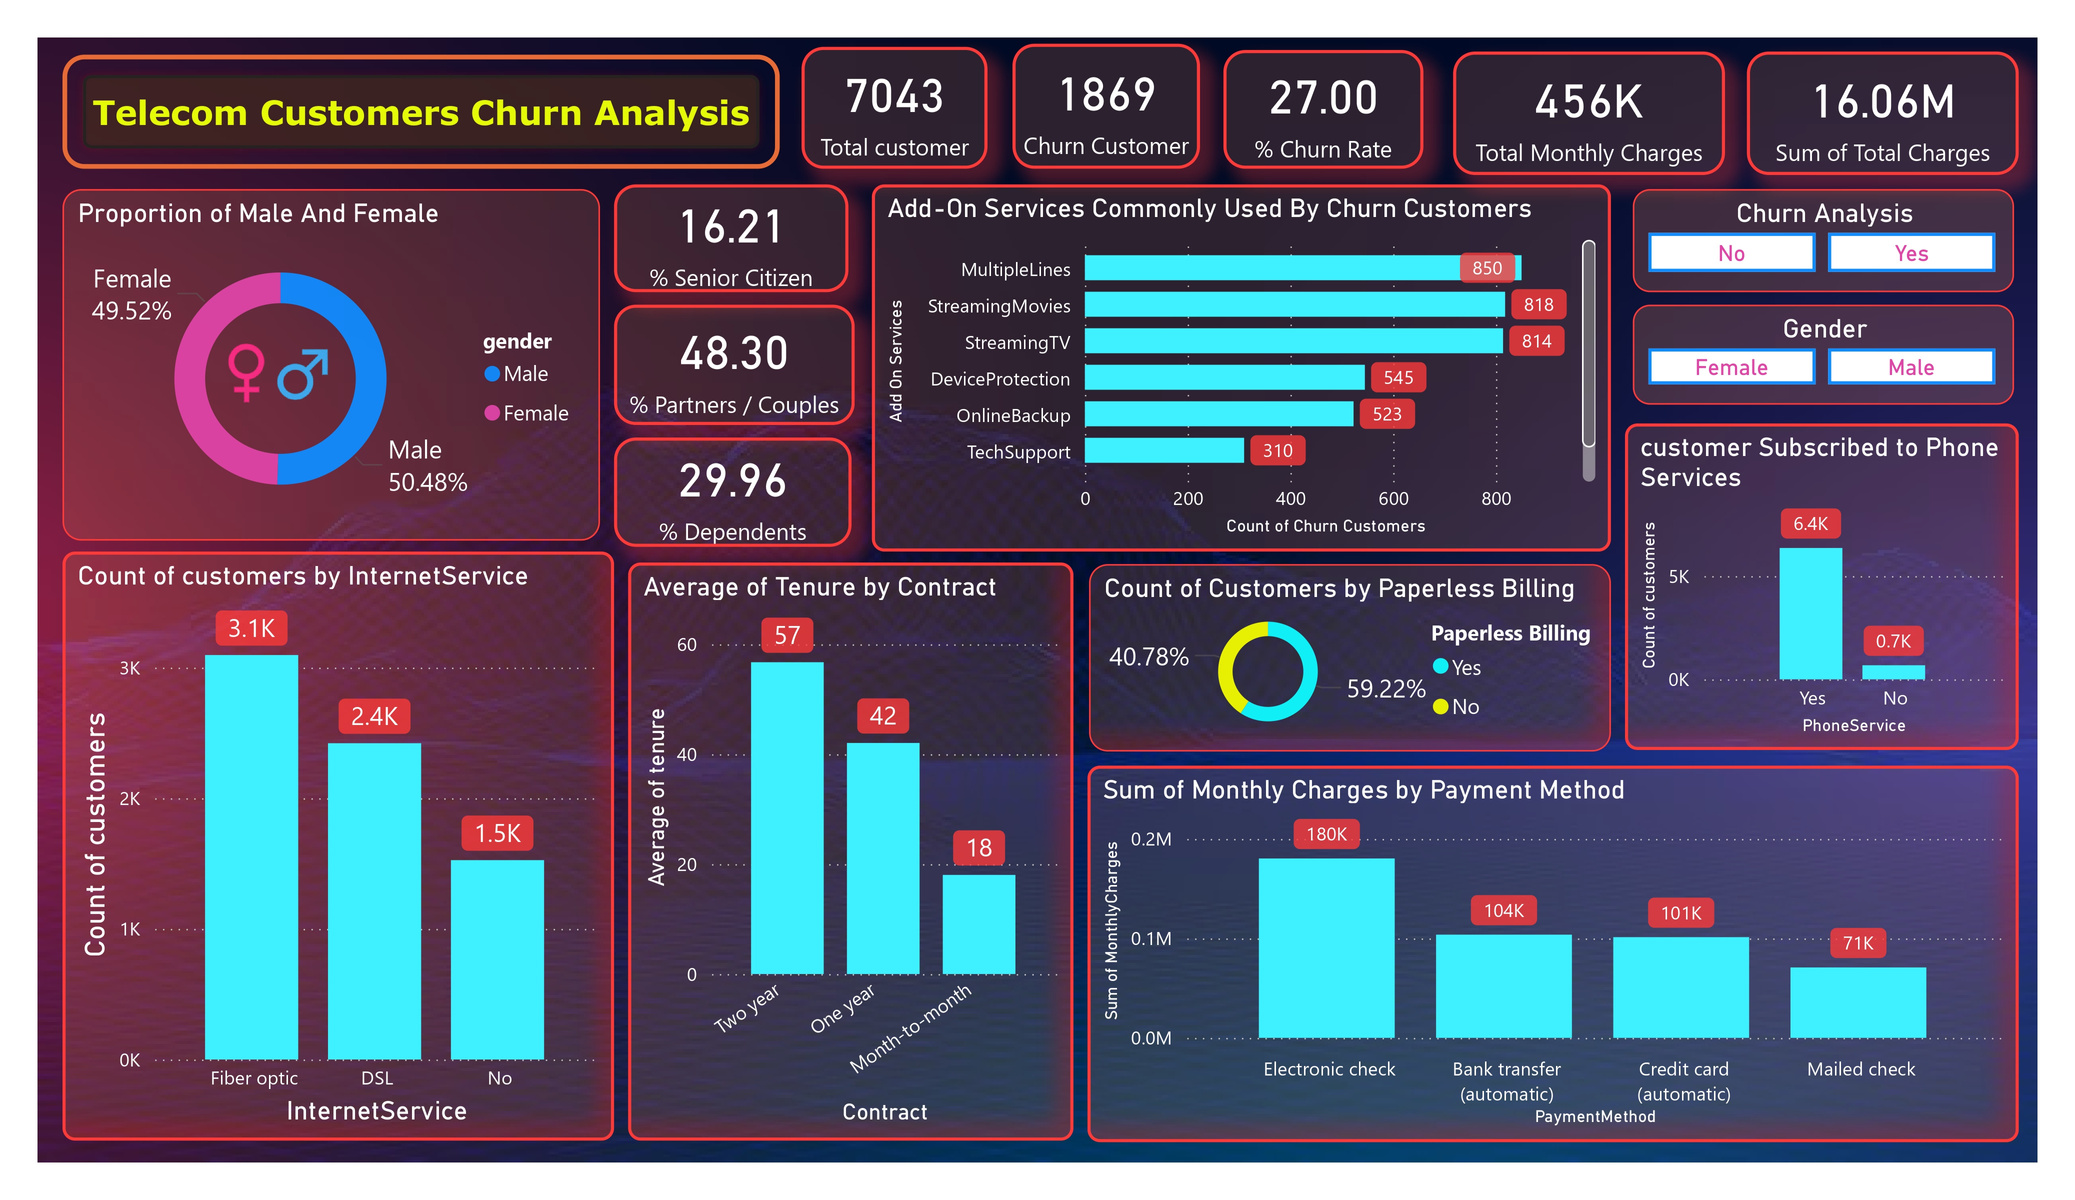 Telecom Customers Churn Analysis
7043
Total customer
1869
Churn Customer
27.00
% Churn Rate
456K
Total Monthly Charges
16.06M
Sum of Total Charges
Proportion of Male And Female
Female
49.52%
Male
50.48%
gender
Male
Female
16.21
% Senior Citizen
48.30
% Partners / Couples
29.96
% Dependents
Add-On Services Commonly Used By Churn Customers
Add On Services
MultipleLines
850
StreamingMovies
818
StreamingTV
814
DeviceProtection
545
OnlineBackup
523
TechSupport
310
0 200 400 600 800
Count of Churn Customers
Churn Analysis
No Yes
Gender
Female Male
customer Subscribed to Phone
Services
Count of customers
5K
0K
6.4K
0.7K
Yes No
PhoneService
Count of customers by InternetService
Count of customers
3K
2K
1K
0K
3.1K
2.4K
1.5K
Fiber optic DSL No
InternetService
Average of Tenure by Contract
Average of tenure
60
40
20
0
57
42
18
Two year
One year
Month-to-month
Contract
Count of Customers by Paperless Billing
40.78%
59.22%
Paperless Billing
Yes
No
Sum of Monthly Charges by Payment Method
Sum of MonthlyCharges
0.2M
0.1M
0.0M
180K
104K
101K
71K
Electronic check
Bank transfer
(automatic)
Credit card
(automatic)
Mailed check
PaymentMethod